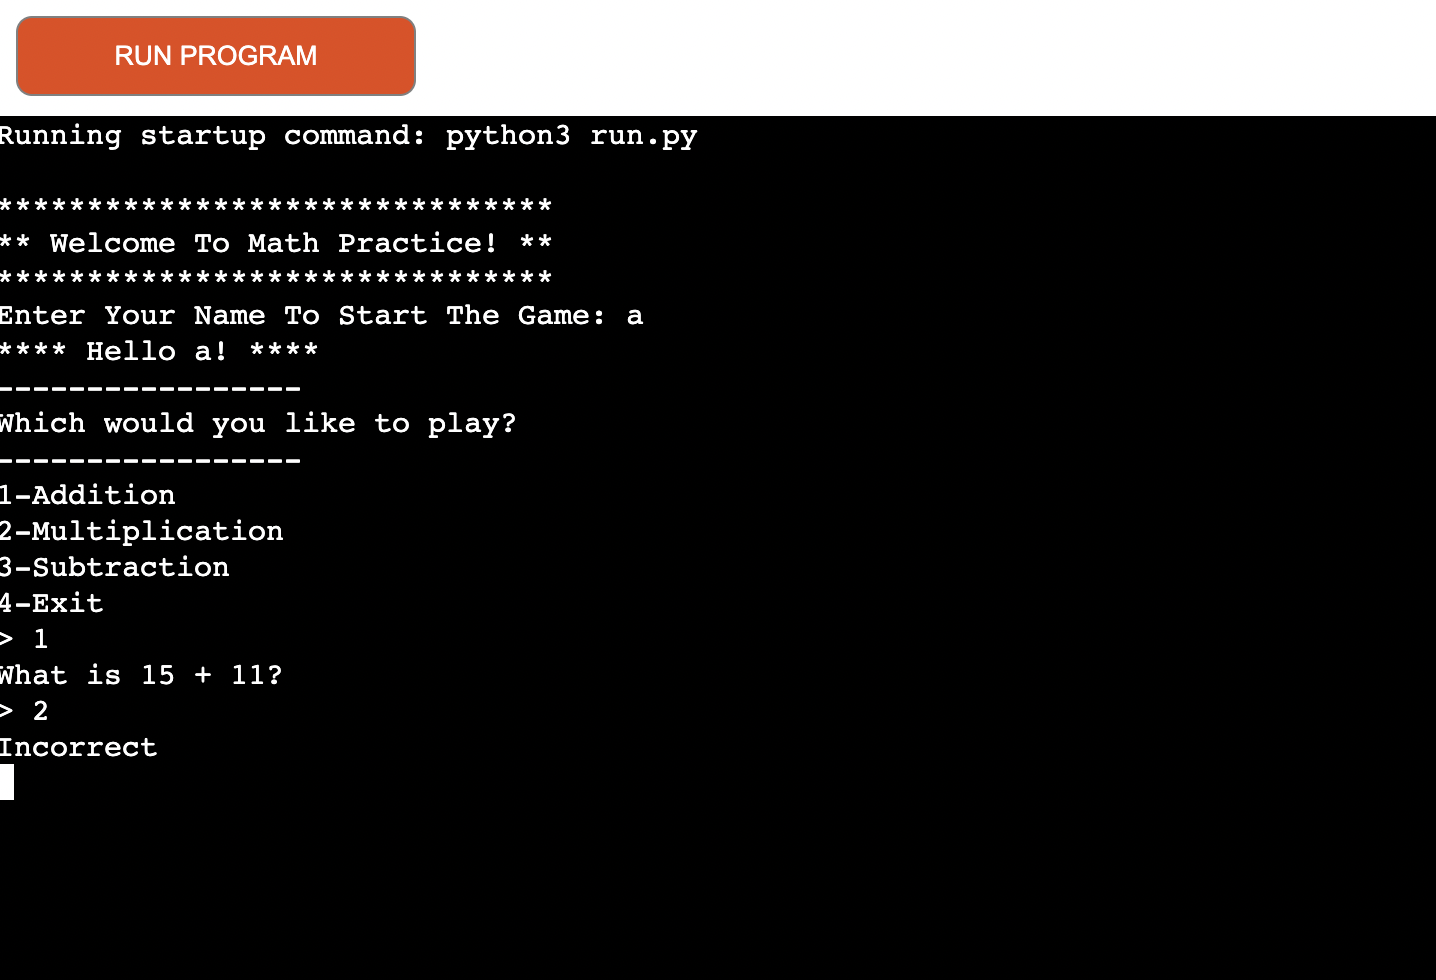 RUN PROGRAM
Running startup command: python3 run.py
*******************************
** Welcome To Math Practice! **
*******************************
Enter Your Name To Start The Game: a
**** Hello a! ****
-----------------
Which would you like to play?
-----------------
1-Addition
2-Multiplication
3-Subtraction
4-Exit
> 1
What is 15 + 11?
> 2
Incorrect